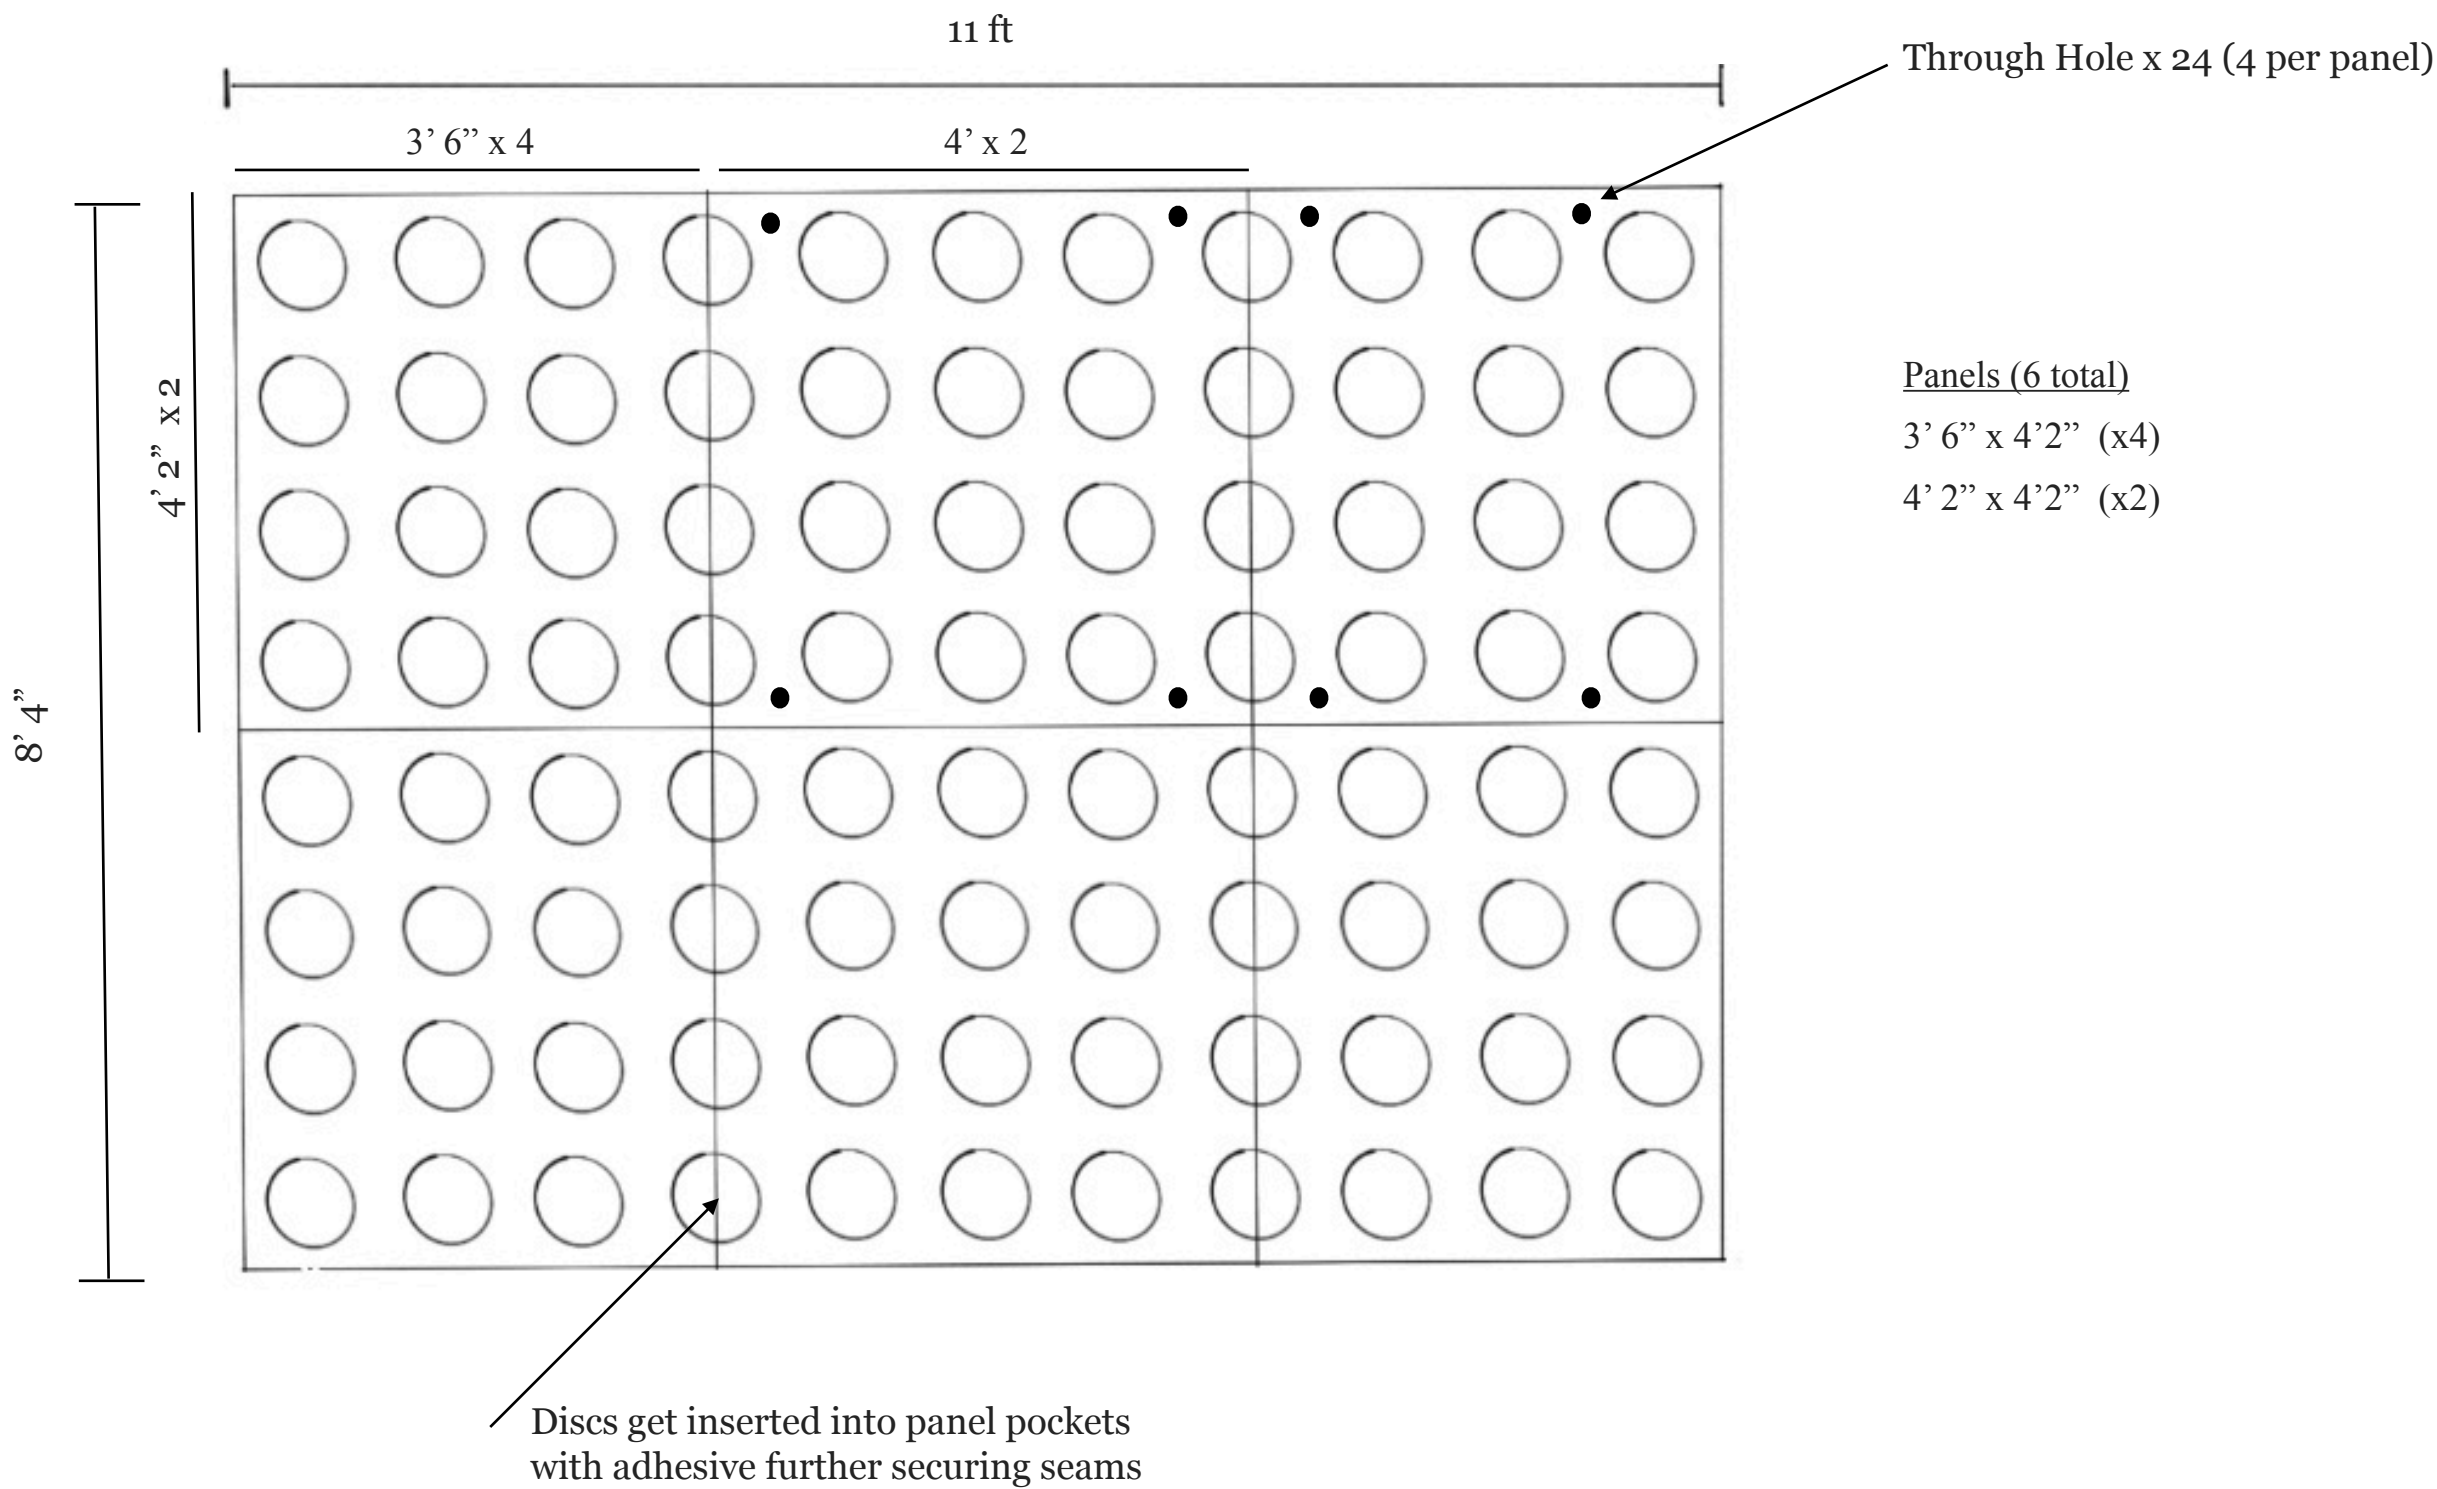 11 ft
Through Hole x 24 (4 per panel)
3’ 6” x 4
4’ x 2
4’ 2” x 2
8’ 4”
Panels (6 total)
3’ 6” x 4’2” (x4)
4’ 2” x 4’2” (x2)
Discs get inserted into panel pockets
with adhesive further securing seams